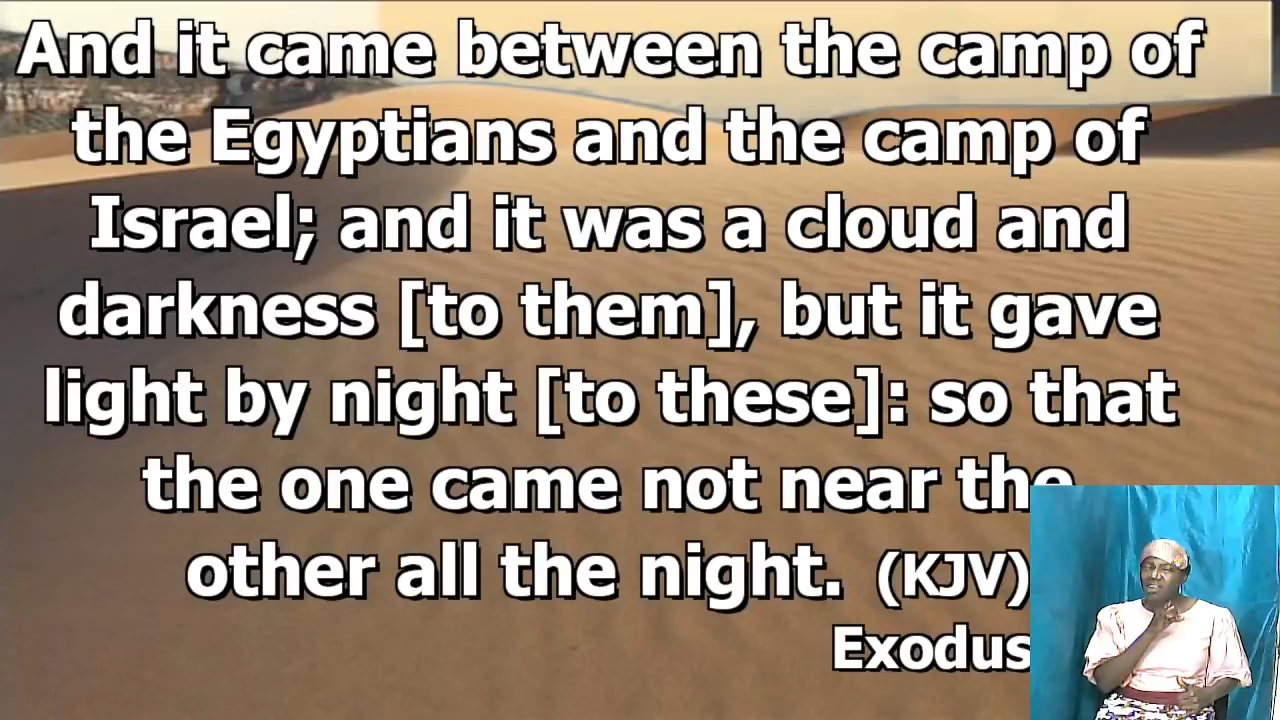 And it came between the camp of
the Egyptians and the camp of
Israel; and it was a cloud and
darkness [to them], but it gave
light by night [to these]: so that
the one came not near the
other all the night. (KJV)
Exodus